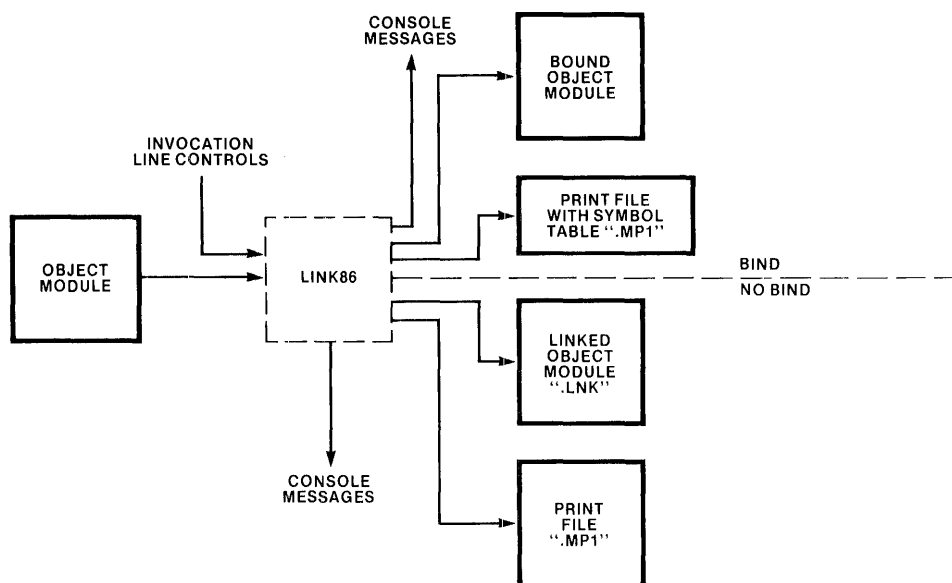 CONSOLE
MESSAGES
BOUND
OBJECT
MODULE
INVOCATION
LINE CONTROLS
PRINT FILE
WITH SYMBOL
TABLE “.MP1”
OBJECT
MODULE
LINK86
BIND
NO BIND
LINKED
OBJECT
MODULE
“.LNK”
CONSOLE
MESSAGES
PRINT
FILE
“.MP1”